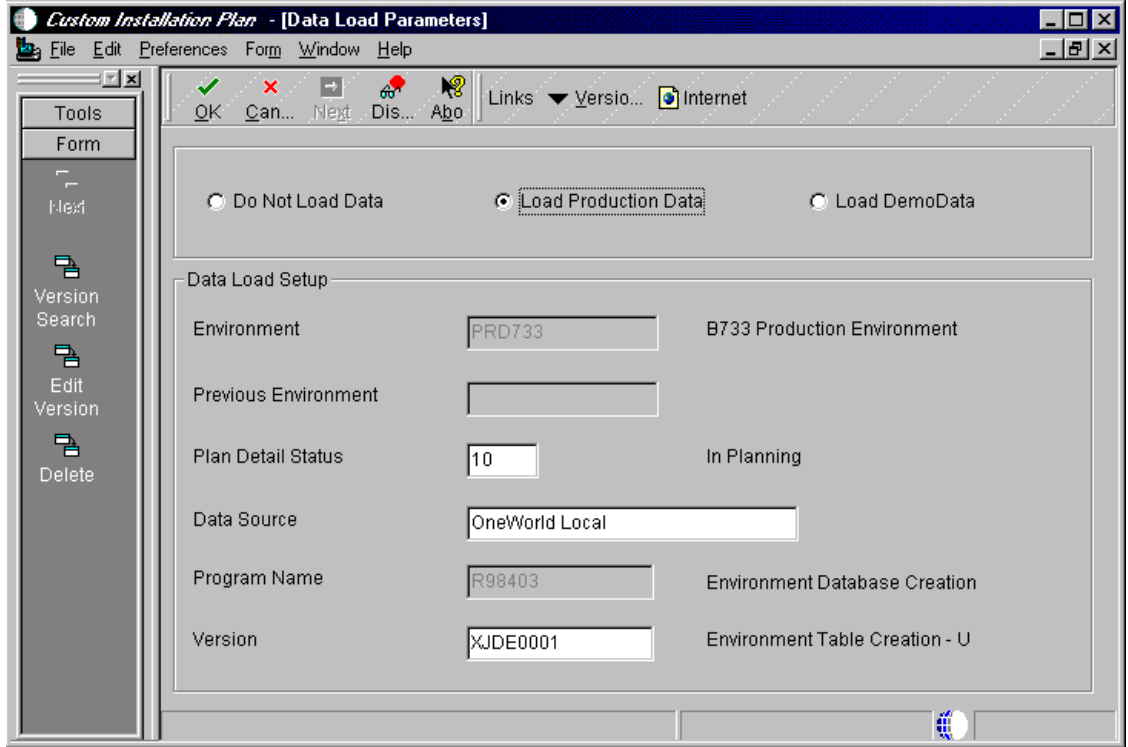 Custom Installation Plan - [Data Load Parameters]
File Edit Preferences Form Window Help
Tools
Form
Next
Version
Search
Edit
Version
Delete
OK Can... Next Dis... Abo Links Versio... Internet
Do Not Load Data Load Production Data Load DemoData
Data Load Setup
Environment PRD733 B733 Production Environment
Previous Environment
Plan Detail Status 10 In Planning
Data Source OneWorld Local
Program Name R98403 Environment Database Creation
Version XJDE0001 Environment Table Creation - U